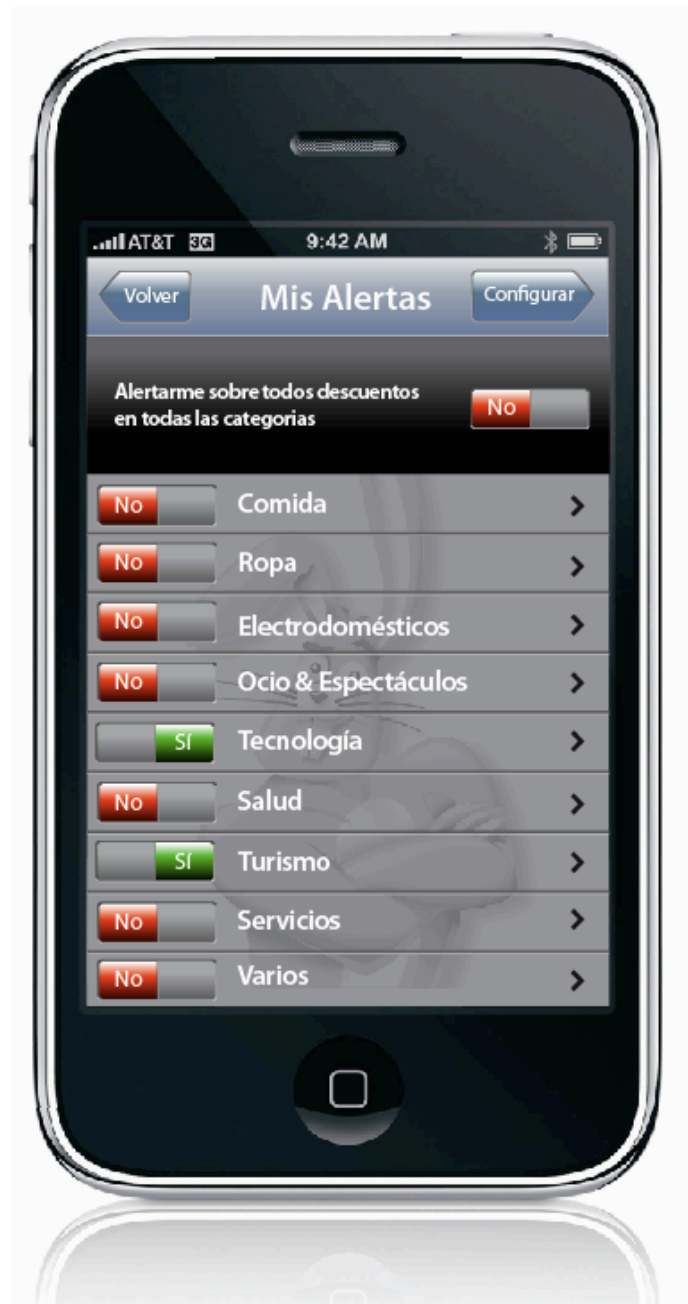 AT&T 3G 9:42 AM
Volver Mis Alertas Configurar
Alertarme sobre todos descuentos
en todas las categorias
No
No Comida
No Ropa
No Electrodomésticos
No Ocio & Espectáculos
Sí Tecnología
No Salud
Sí Turismo
No Servicios
No Varios